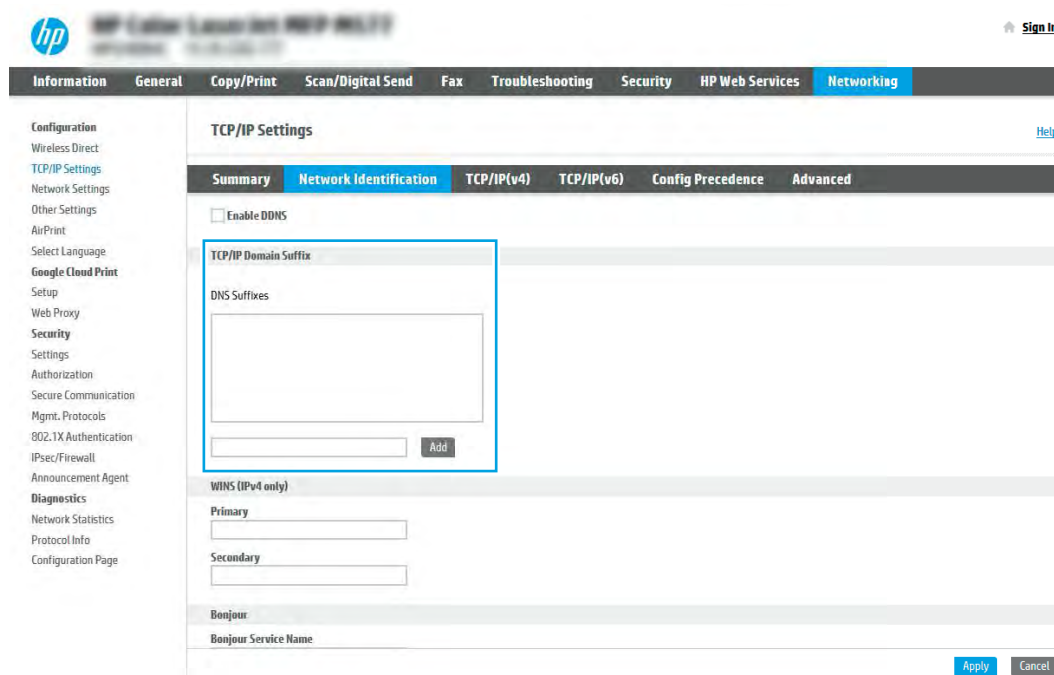 hp
Sign In
Information General Copy/Print Scan/Digital Send Fax Troubleshooting Security HP Web Services Networking
Configuration
Wireless Direct
TCP/IP Settings
Network Settings
Other Settings
AirPrint
Select Language
Google Cloud Print
Setup
Web Proxy
Security
Settings
Authorization
Secure Communication
Mgmt. Protocols
802.1X Authentication
IPsec/Firewall
Announcement Agent
Diagnostics
Network Statistics
Protocol Info
Configuration Page
TCP/IP Settings
Help
Summary Network Identification TCP/IP(v4) TCP/IP(v6) Config Precedence Advanced
Enable DDNS
TCP/IP Domain Suffix
DNS Suffixes
Add
WINS (IPv4 only)
Primary
Secondary
Bonjour
Bonjour Service Name
Apply Cancel